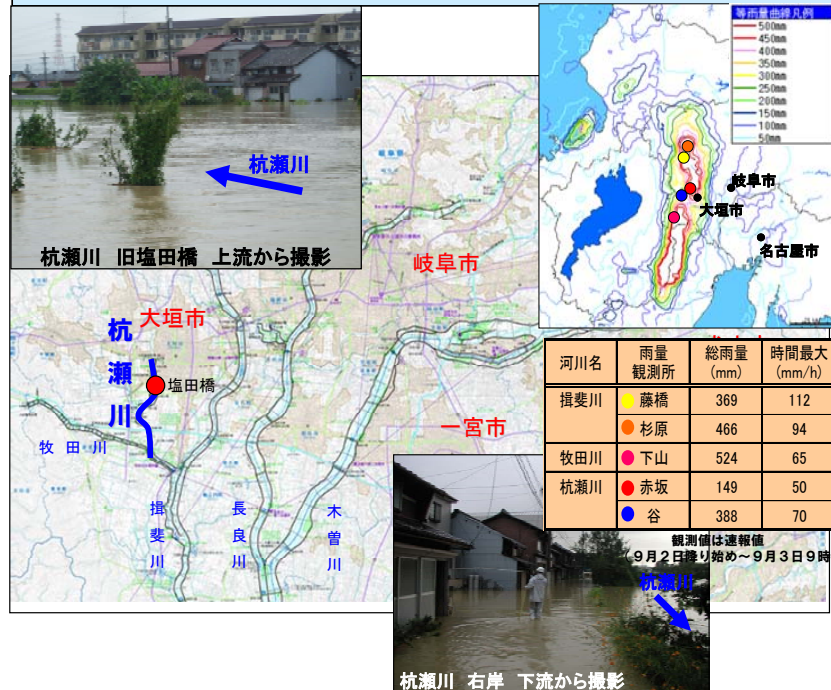 杭瀬川
杭瀬川 旧塩田橋 上流から撮影
等雨量曲線凡例
500mm
450mm
400mm
350mm
300mm
250mm
200mm
150mm
100mm
50mm
岐阜市
大垣市
名古屋市
岐阜市
大垣市
杭瀬川
塩田橋
一宮市
牧田川
揖斐川
長良川
木曽川
河川名 雨量観測所 総雨量(mm) 時間最大(mm/h)
揖斐川 藤橋 369 112
杉原 466 94
牧田川 下山 524 65
杭瀬川 赤坂 149 50
谷 388 70
観測値は速報値
(9月2日降り始め～9月3日9時
杭瀬川
杭瀬川 右岸 下流から撮影